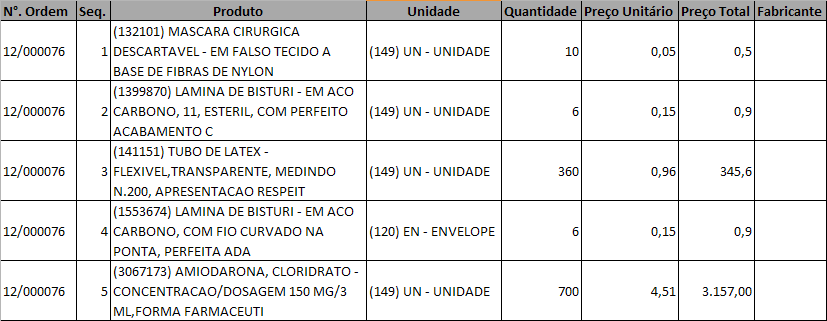 N°. Ordem Seq. Produto Unidade Quantidade Preço Unitário Preço Total Fabricante
(132101) MASCARA CIRURGICA
12/000076 1 DESCARTAVEL - EM FALSO TECIDO A (149) UN - UNIDADE 10 0,05 0,5
BASE DE FIBRAS DE NYLON
(1399870) LAMINA DE BISTURI - EM ACO
12/000076 2 CARBONO, 11, ESTERIL, COM PERFEITO (149) UN - UNIDADE 6 0,15 0,9
ACABAMENTO C
(141151) TUBO DE LATEX -
12/000076 3 FLEXIVEL,TRANSPARENTE, MEDINDO (149) UN - UNIDADE 360 0,96 345,6
N.200, APRESENTACAO RESPEIT
(1553674) LAMINA DE BISTURI - EM ACO
12/000076 4 CARBONO, COM FIO CURVADO NA (120) EN - ENVELOPE 6 0,15 0,9
PONTA, PERFEITA ADA
(3067173) AMIODARONA, CLORIDRATO -
12/000076 5 CONCENTRACAO/DOSAGEM 150 MG/3 (149) UN - UNIDADE 700 4,51 3.157,00
ML,FORMA FARMACEUTI